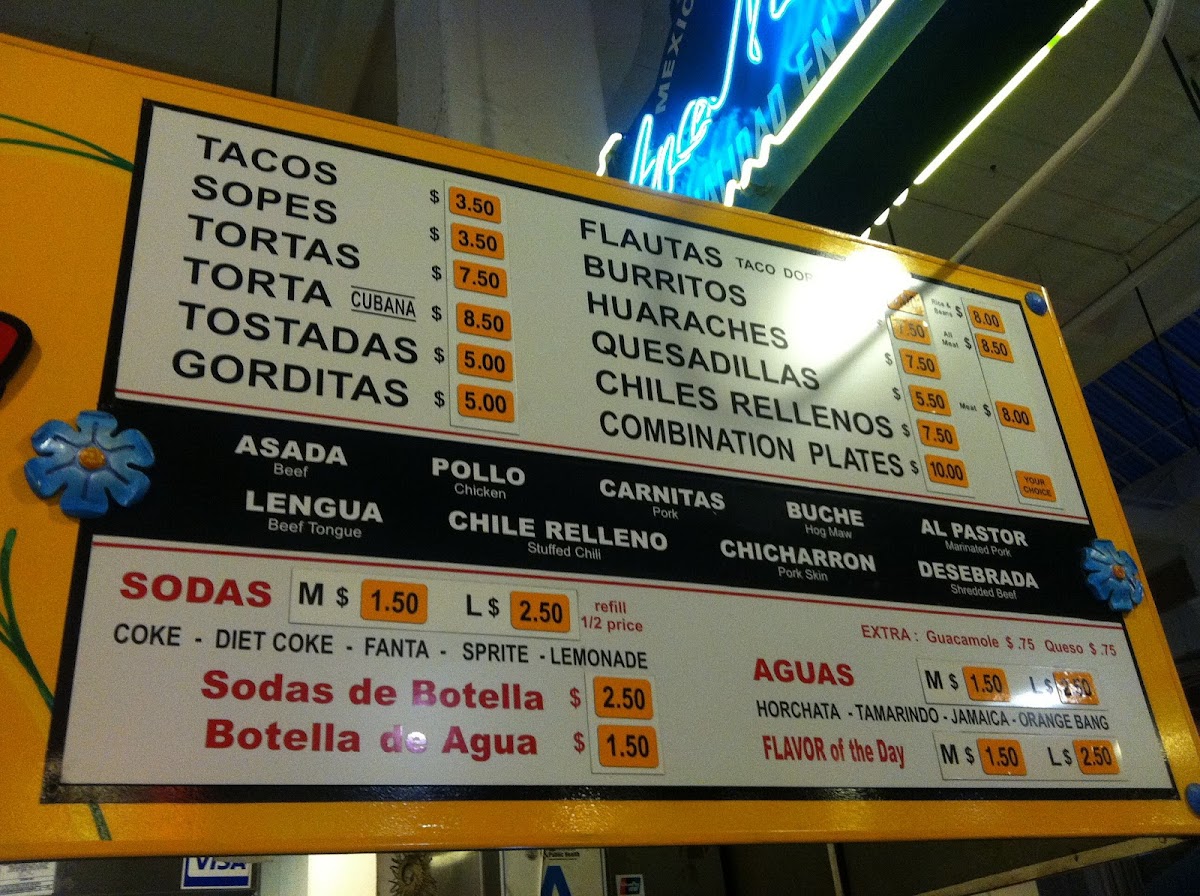 MEXICO
TACOS $ 3.50
SOPES $ 3.50
TORTAS $ 7.50
TORTA CUBANA $ 8.50
TOSTADAS $ 5.00
GORDITAS $ 5.00
FLAUTAS TACO
BURRITOS $ 7.50 Rice & Beans $ 8.00
HUARACHES $ 7.50 All Meat $ 8.50
QUESADILLAS $ 5.50 Meat $ 8.00
CHILES RELLENOS $ 7.50
COMBINATION PLATES $ 10.00 YOUR CHOICE
ASADA
Beef
POLLO
Chicken
CARNITAS
Pork
BUCHE
Hog Maw
AL PASTOR
Marinated Pork
LENGUA
Beef Tongue
CHILE RELLENO
Stuffed Chili
CHICHARRON
Pork Skin
DESEBRADA
Shredded Beef
SODAS M $ 1.50 L $ 2.50 refill
1/2 price
COKE - DIET COKE - FANTA - SPRITE - LEMONADE
Sodas de Botella $ 2.50
Botella de Agua $ 1.50
EXTRA : Guacamole $ .75 Queso $ .75
AGUAS M $ 1.50 L $ 2.50
HORCHATA - TAMARINDO - JAMAICA - ORANGE BANG
FLAVOR of the Day M $ 1.50 L $ 2.50
VISA
A